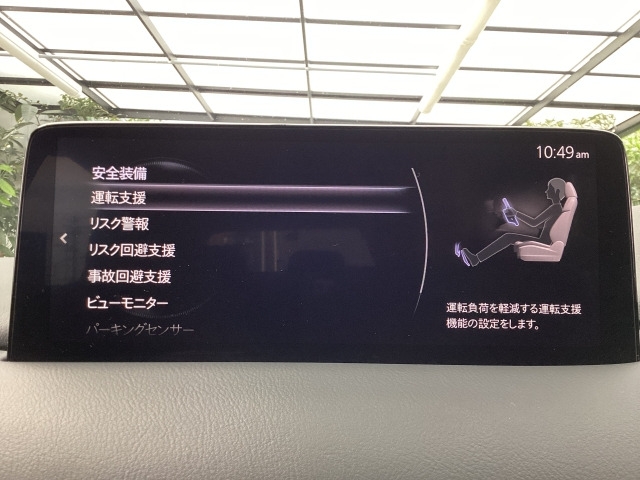 10:49am
安全装備
運転支援
リスク警報
リスク回避支援
事故回避支援
ビューモニター
パーキングセンサー
運転負荷を軽減する運転支援
機能の設定をします。